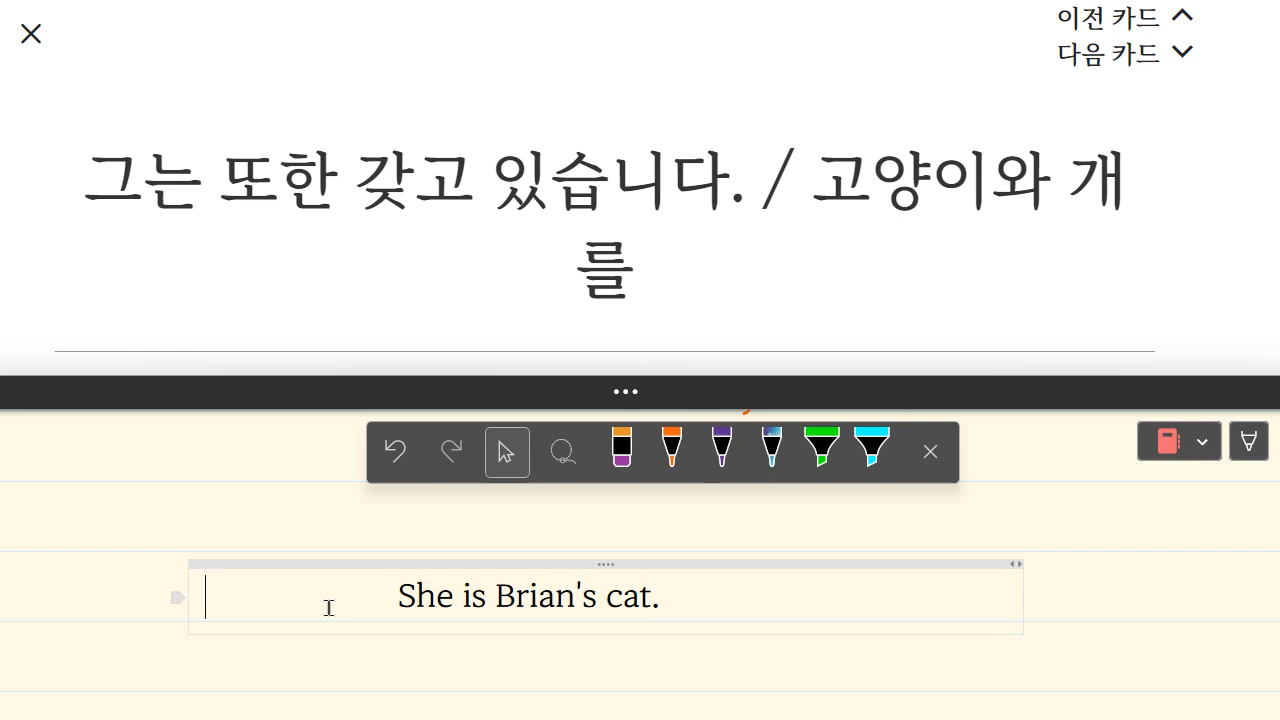 이전 카드
다음 카드
그는 또한 갖고 있습니다. / 고양이와 개
를
She is Brian's cat.